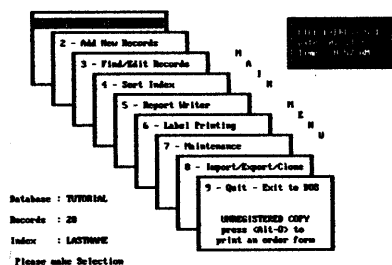 2 - Add New Records
3 - Find/Edit Records
4 - Sort Index
5 - Report Writer
6 - Label Printing
7 - Maintenance
8 - Import/Export/Clone
9 - Quit - Exit to DOS
UNREGISTERED COPY
press <Alt-O> to
print an order form
MAIN MENU
Database : TUTORIAL
Records : 20
Index : LASTNAME
Please make Selection